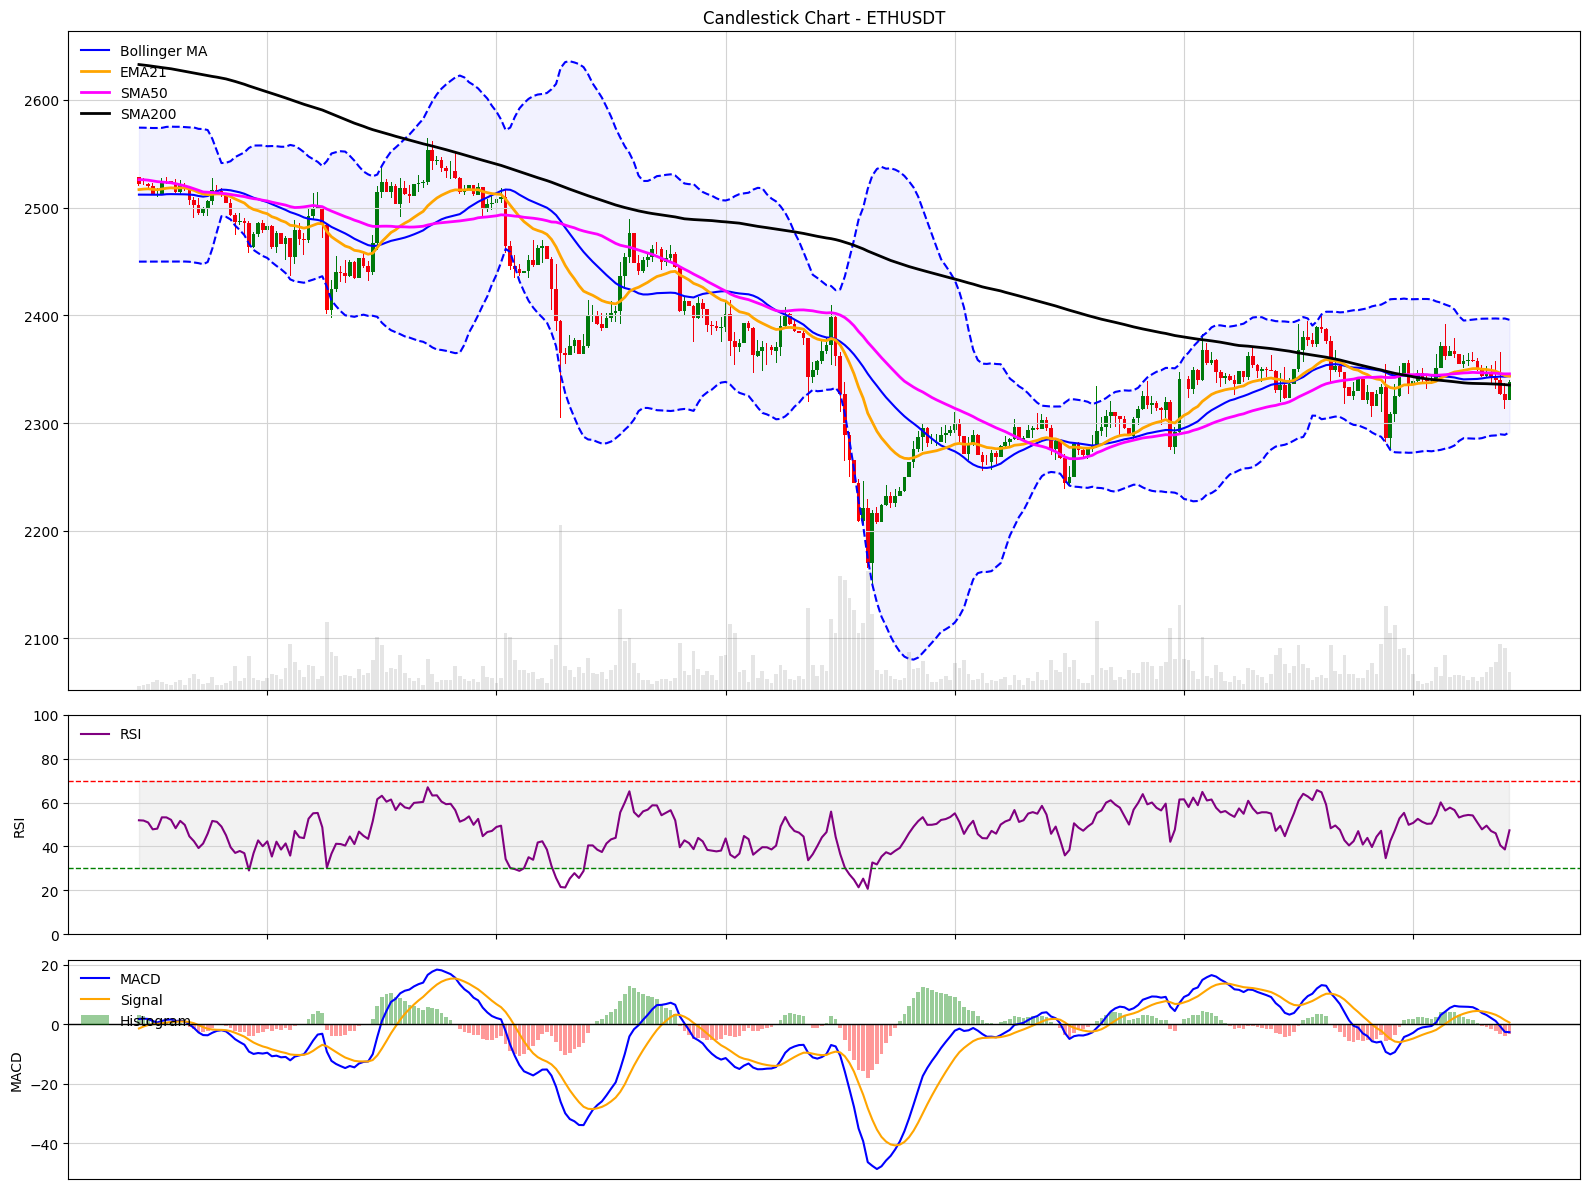 Candlestick Chart - ETHUSDT
Bollinger MA
EMA21
SMA50
SMA200
2600
2500
2400
2300
2200
2100
RSI
RSI
100
80
60
40
20
0
MACD
Signal
Histogram
MACD
20
0
−20
−40